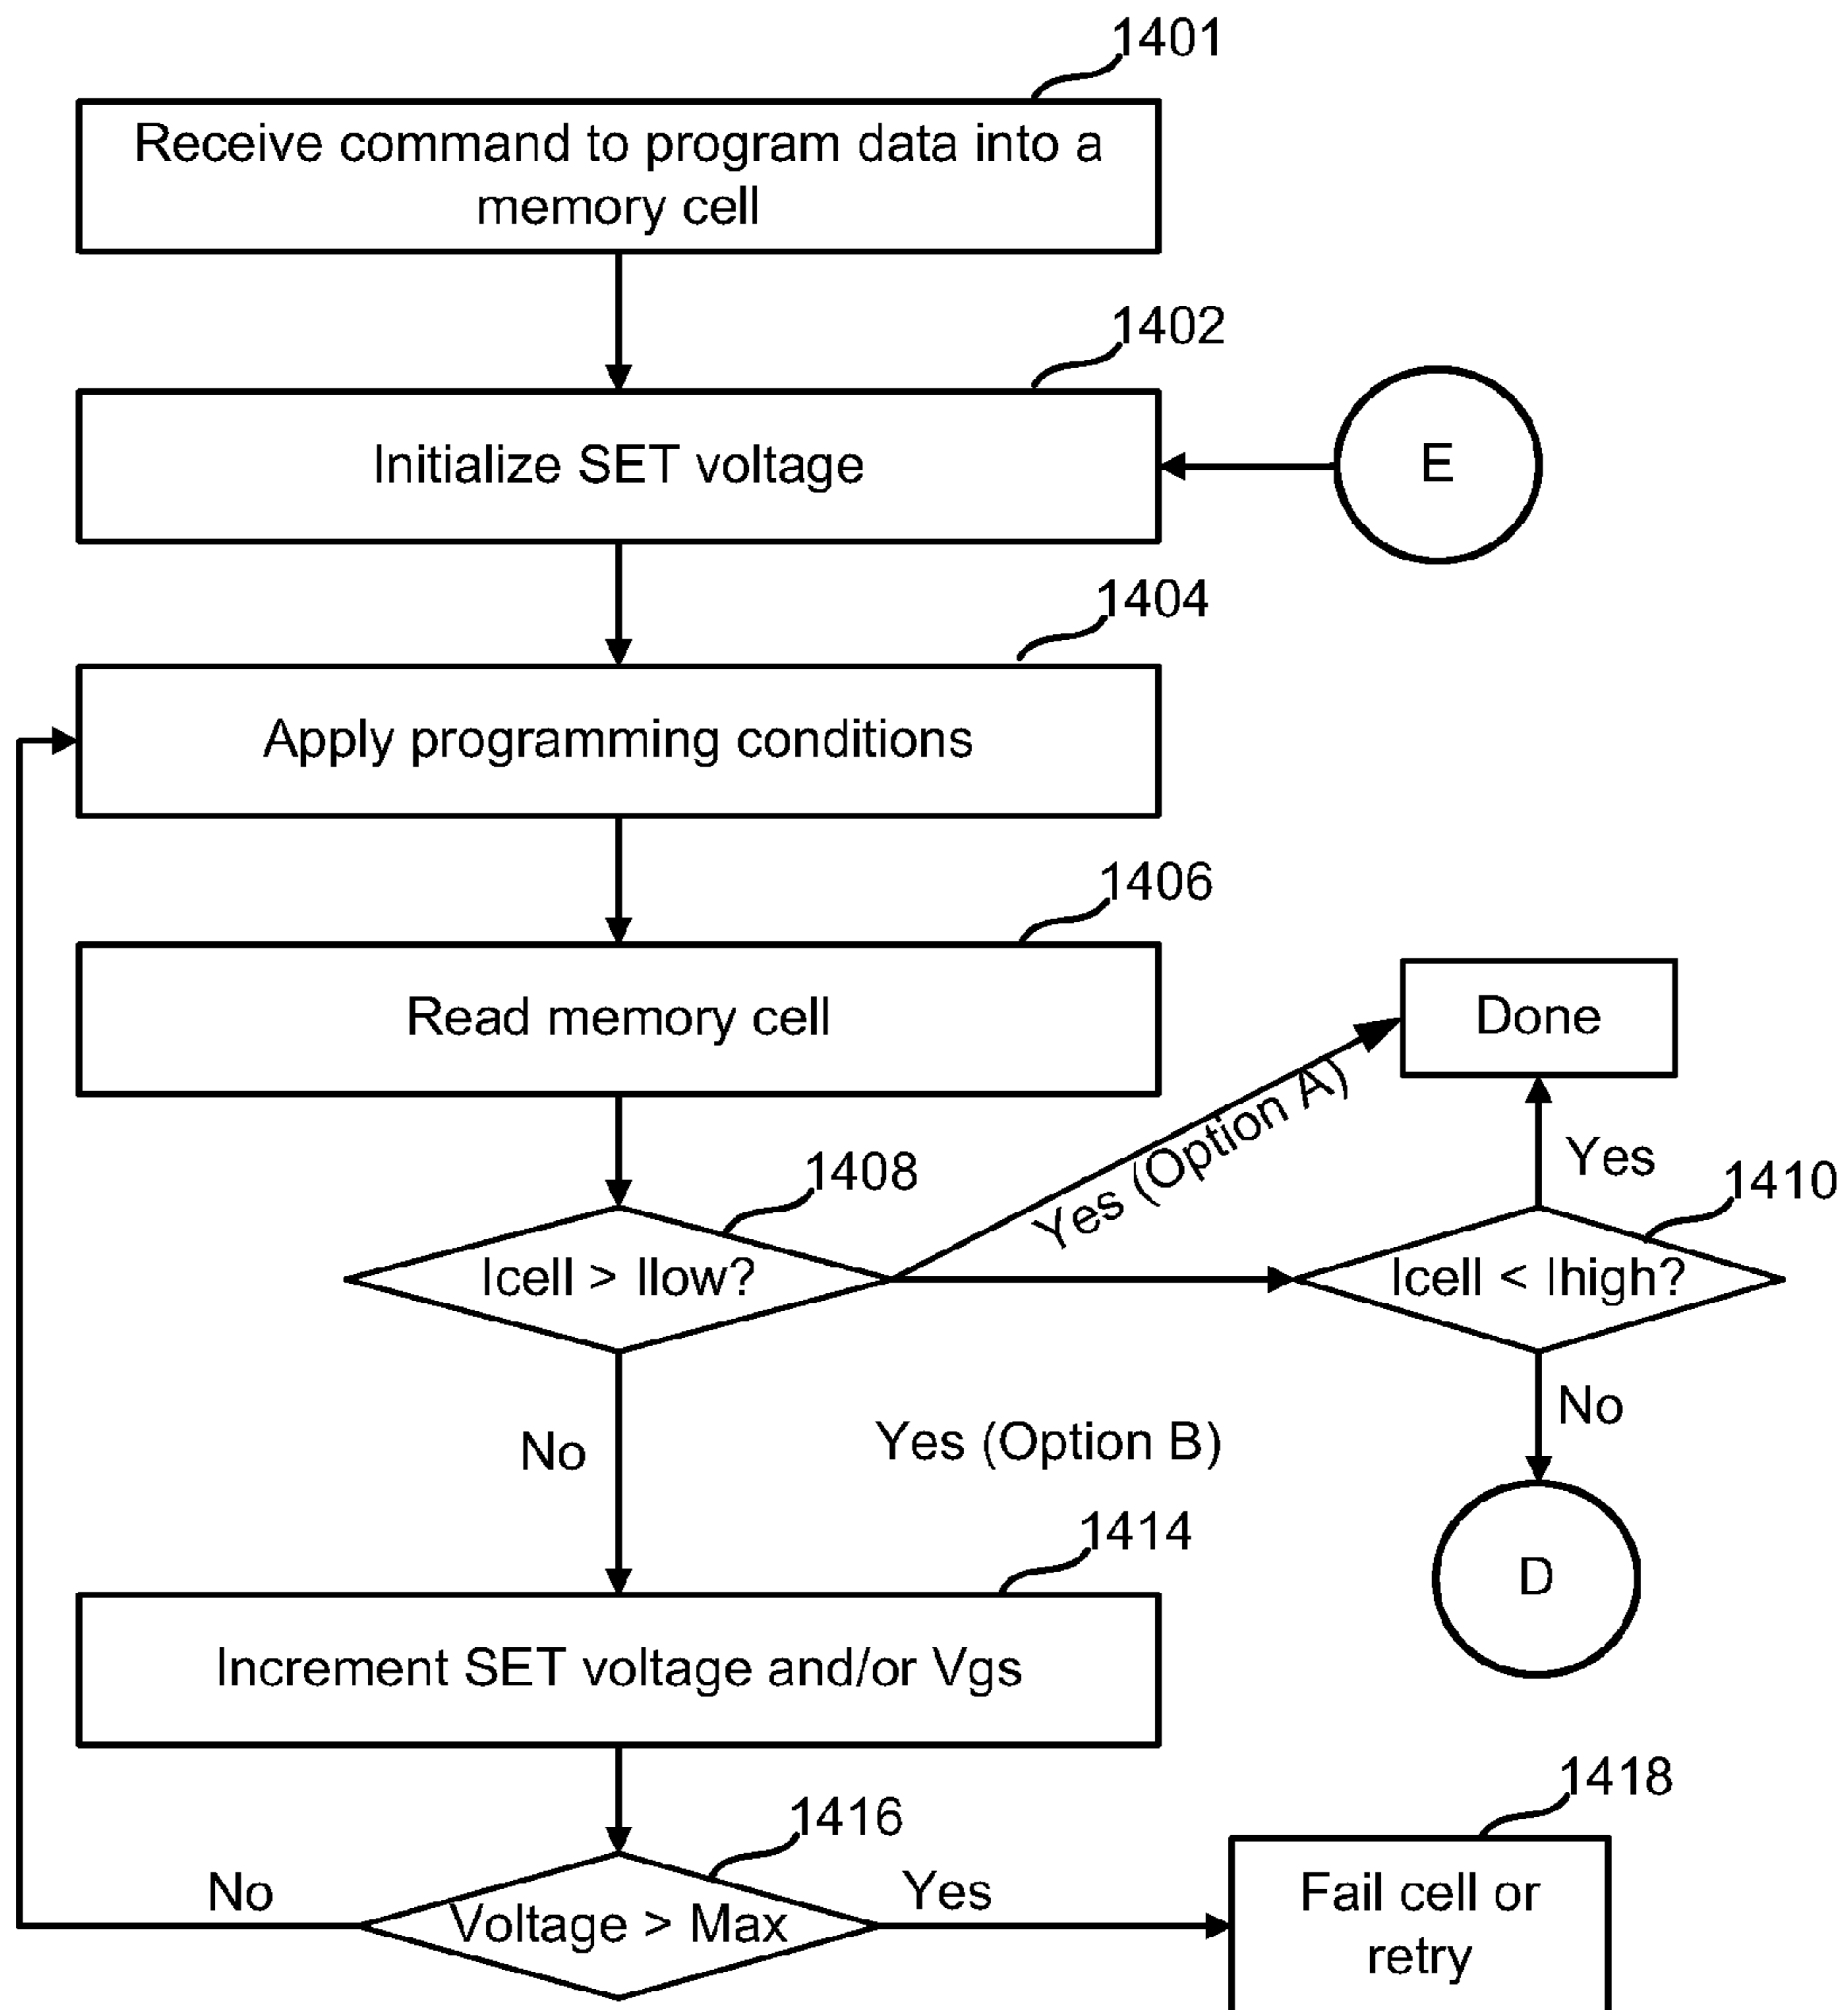 1401
Receive command to program data into a
memory cell
1402
Initialize SET voltage
E
1404
Apply programming conditions
1406
Read memory cell
Done
Yes (Option A)
Yes
1408
1410
Icell > Ilow?
Icell < Ihigh?
No
Yes (Option B)
No
1414
D
Increment SET voltage and/or Vgs
1416
1418
No
Voltage > Max
Yes
Fail cell or
retry